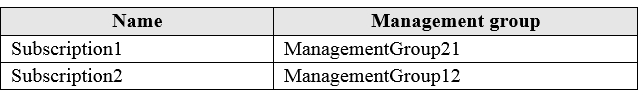 Name Management group
Subscription1 ManagementGroup21
Subscription2 ManagementGroup12